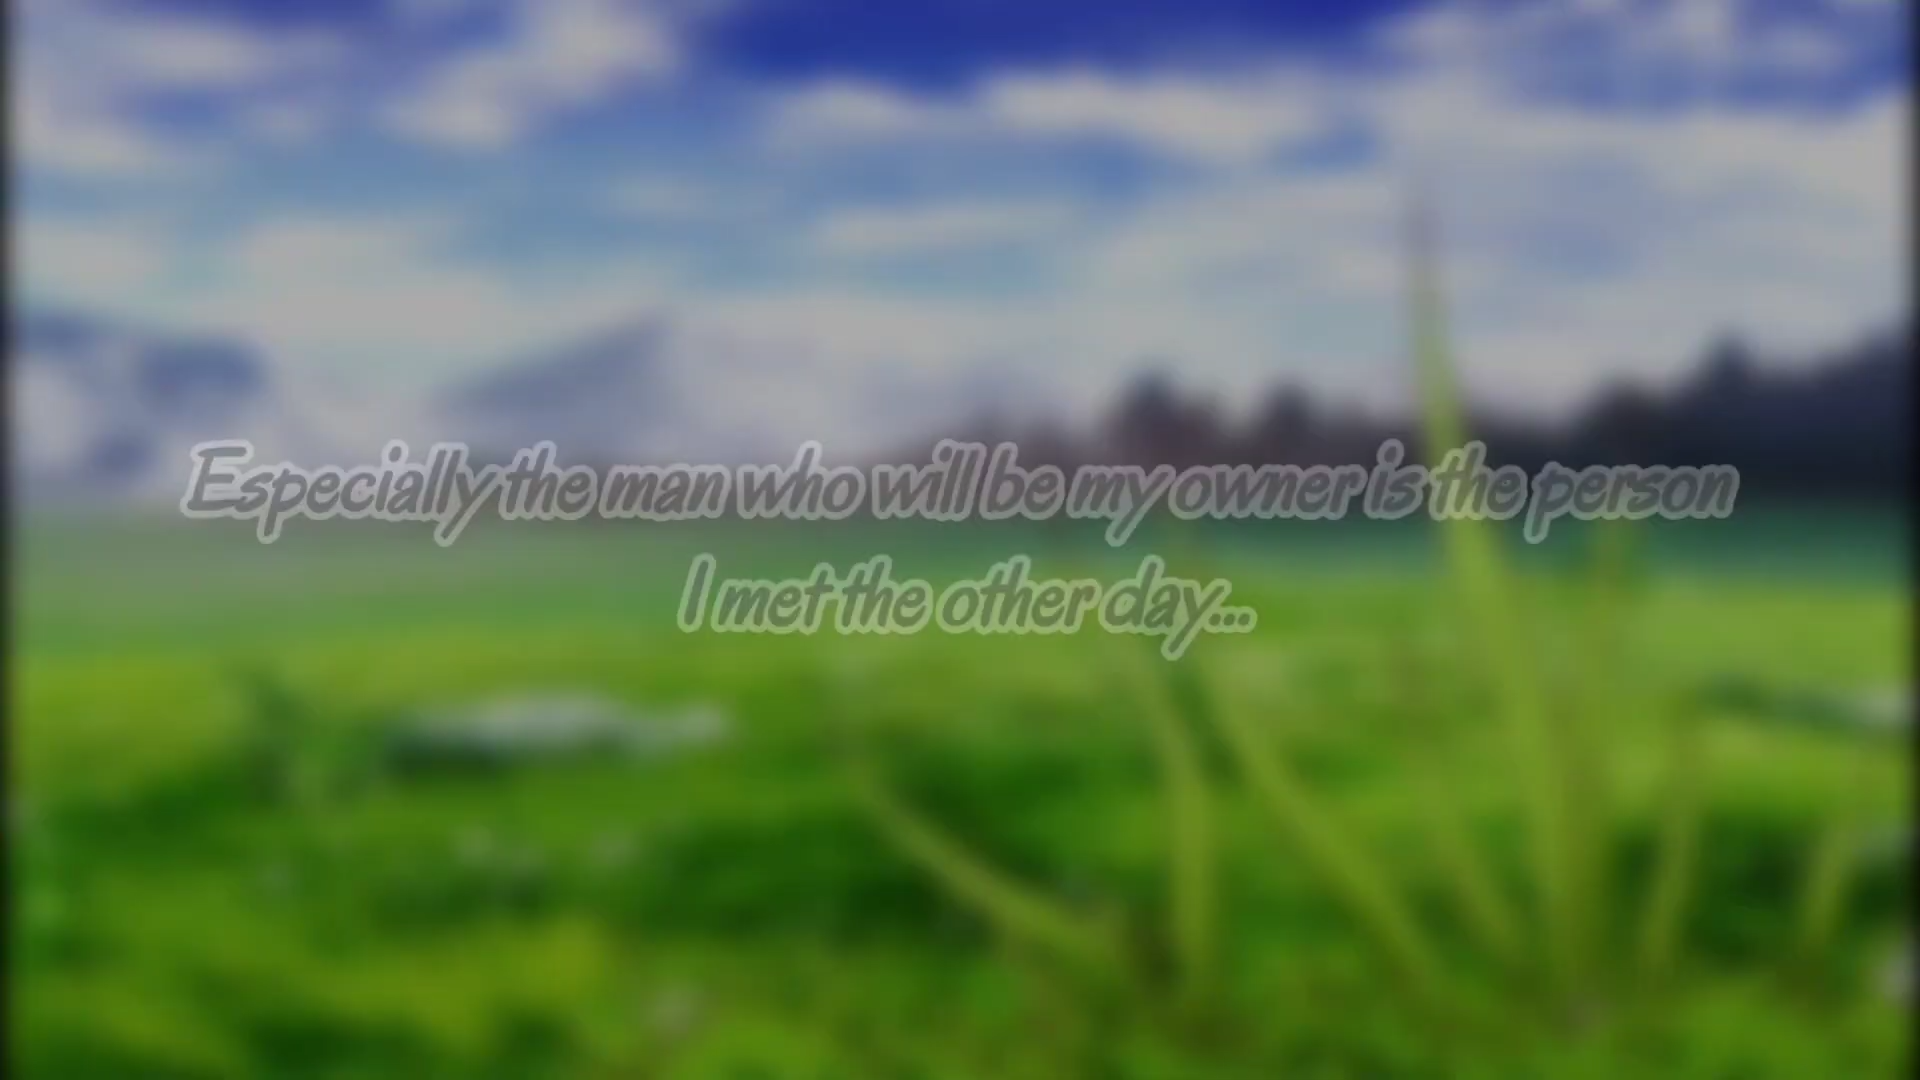 Especially the man who will be my owner is the person
I met the other day...